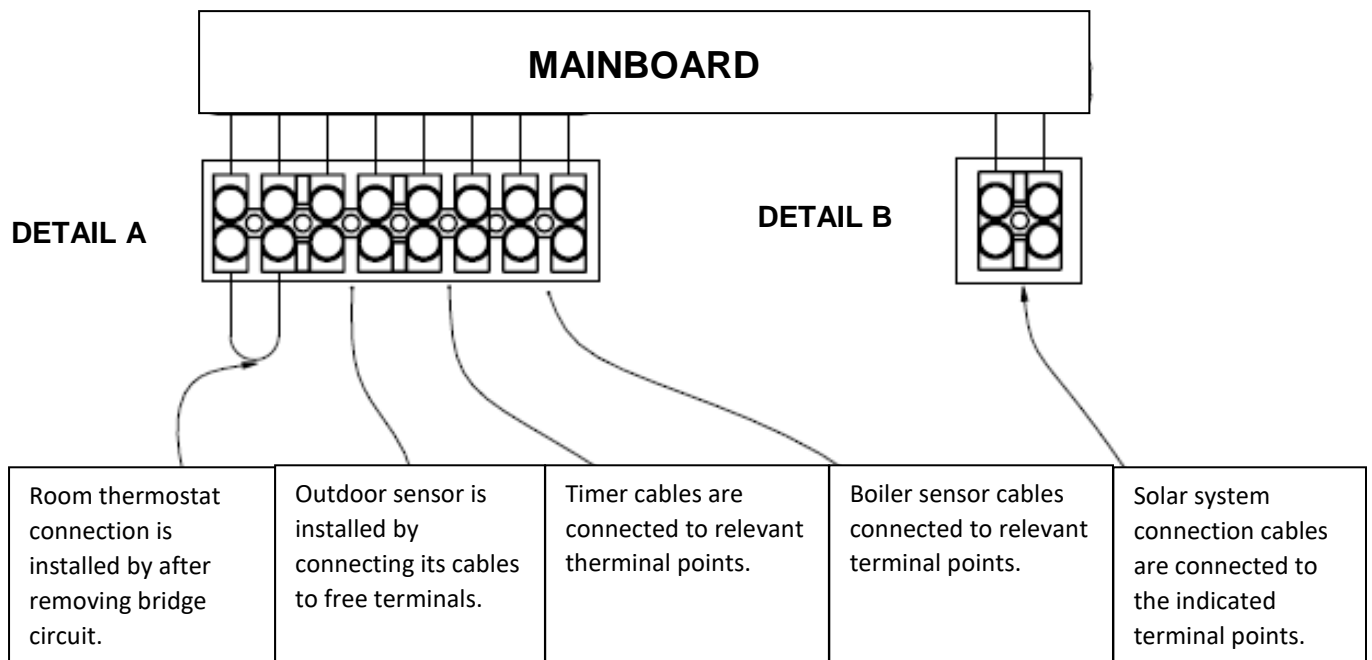 MAINBOARD
DETAIL A
DETAIL B
Room thermostat
connection is
installed by after
removing bridge
circuit.
Outdoor sensor is
installed by
connecting its cables
to free terminals.
Timer cables are
connected to relevant
therminal points.
Boiler sensor cables
connected to relevant
terminal points.
Solar system
connection cables
are connected to
the indicated
terminal points.